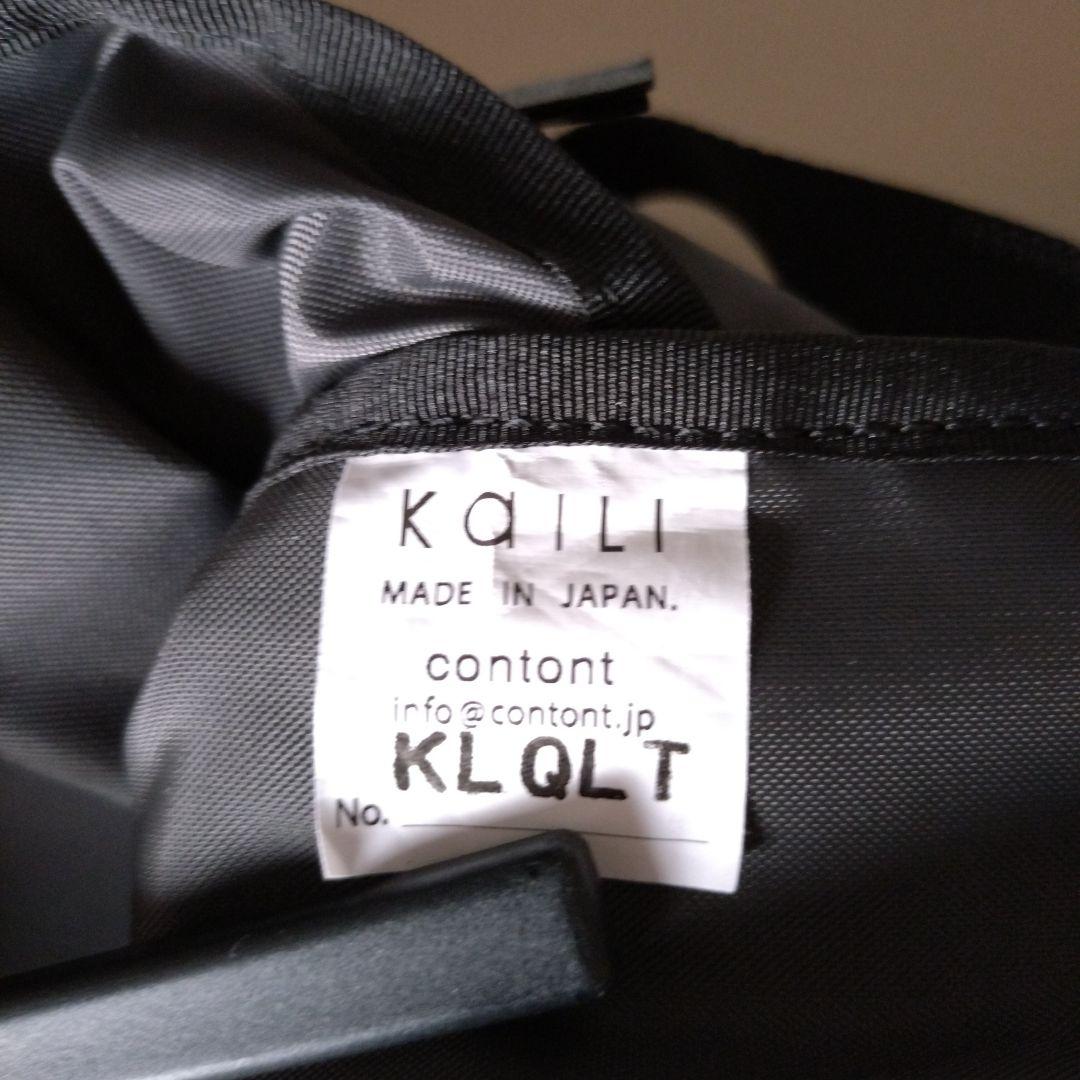 KaILI
MADE IN JAPAN.
contont
info@contont.jp
KLQLT
No.